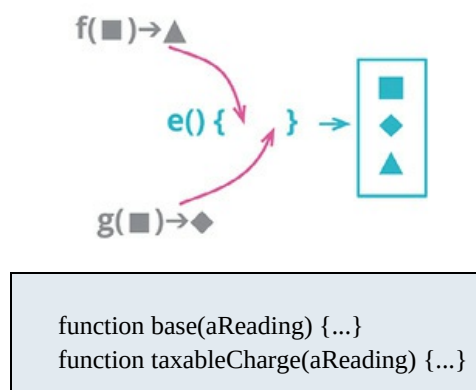 f(■)→▲
e() { } →
g(■)→◆
function base(aReading) {...}
function taxableCharge(aReading) {...}